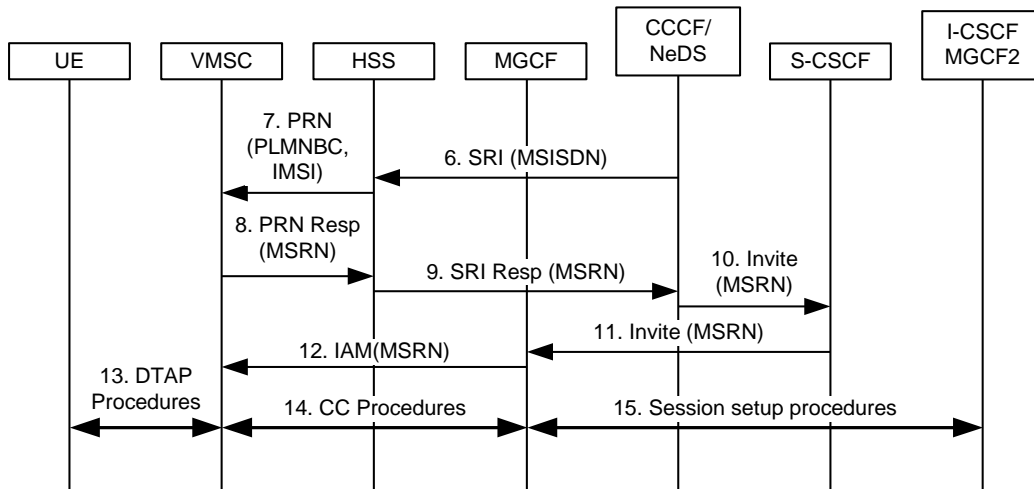 UE
VMSC
HSS
MGCF
CCCF/
NeDS
S-CSCF
I-CSCF
MGCF2
7. PRN
(PLMNBC,
IMSI)
6. SRI (MSISDN)
8. PRN Resp
(MSRN)
9. SRI Resp (MSRN)
10. Invite
(MSRN)
11. Invite (MSRN)
12. IAM(MSRN)
13. DTAP
Procedures
14. CC Procedures
15. Session setup procedures